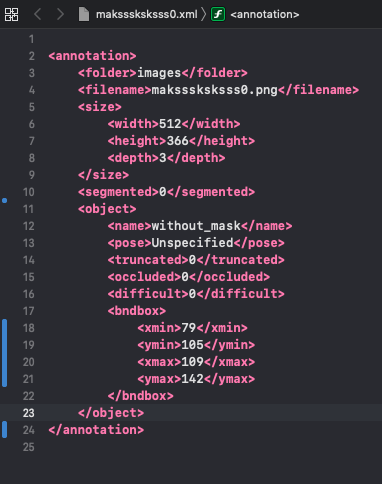 maksssksksss0.xml 〉 f <annotation>
1
2 <annotation>
3 <folder>images</folder>
4 <filename>maksssksksss0.png</filename>
5 <size>
6 <width>512</width>
7 <height>366</height>
8 <depth>3</depth>
9 </size>
10 <segmented>0</segmented>
11 <object>
12 <name>without_mask</name>
13 <pose>Unspecified</pose>
14 <truncated>0</truncated>
15 <occluded>0</occluded>
16 <difficult>0</difficult>
17 <bndbox>
18 <xmin>79</xmin>
19 <ymin>105</ymin>
20 <xmax>109</xmax>
21 <ymax>142</ymax>
22 </bndbox>
23 </object>
24 </annotation>
25